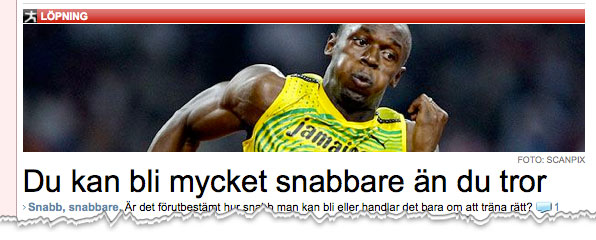 LÖPNING
jamaica
FOTO: SCANPIX
Du kan bli mycket snabbare än du tror
› Snabb, snabbare. Är det förutbestämt hur snabb man kan bli eller handlar det bara om att träna rätt? 1